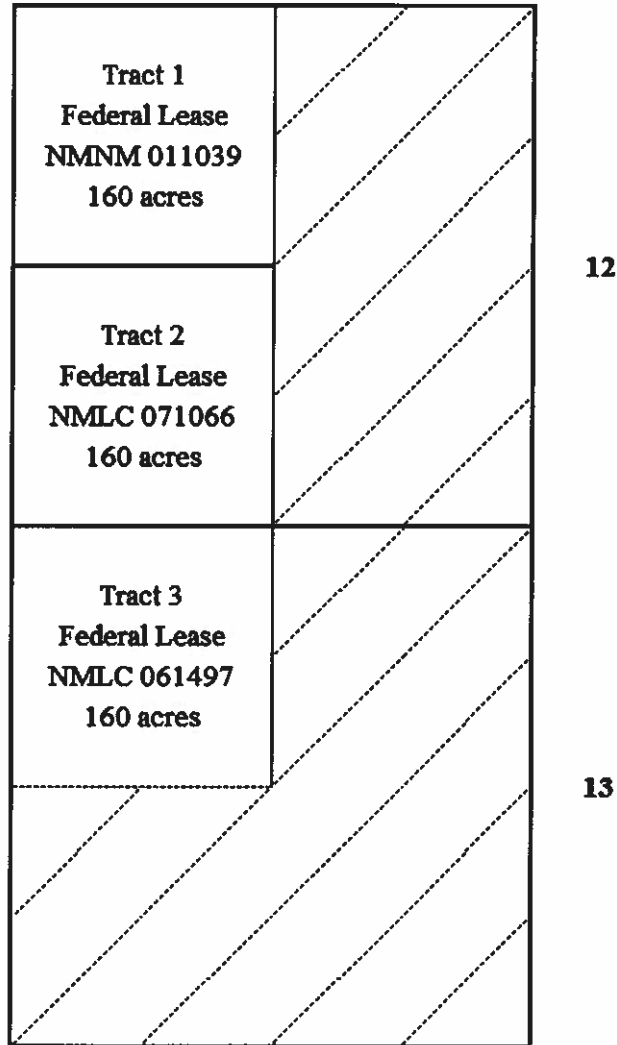 Tract 1
Federal Lease
NMNM 011039
160 acres
12
Tract 2
Federal Lease
NMLC 071066
160 acres
Tract 3
Federal Lease
NMLC 061497
160 acres
13